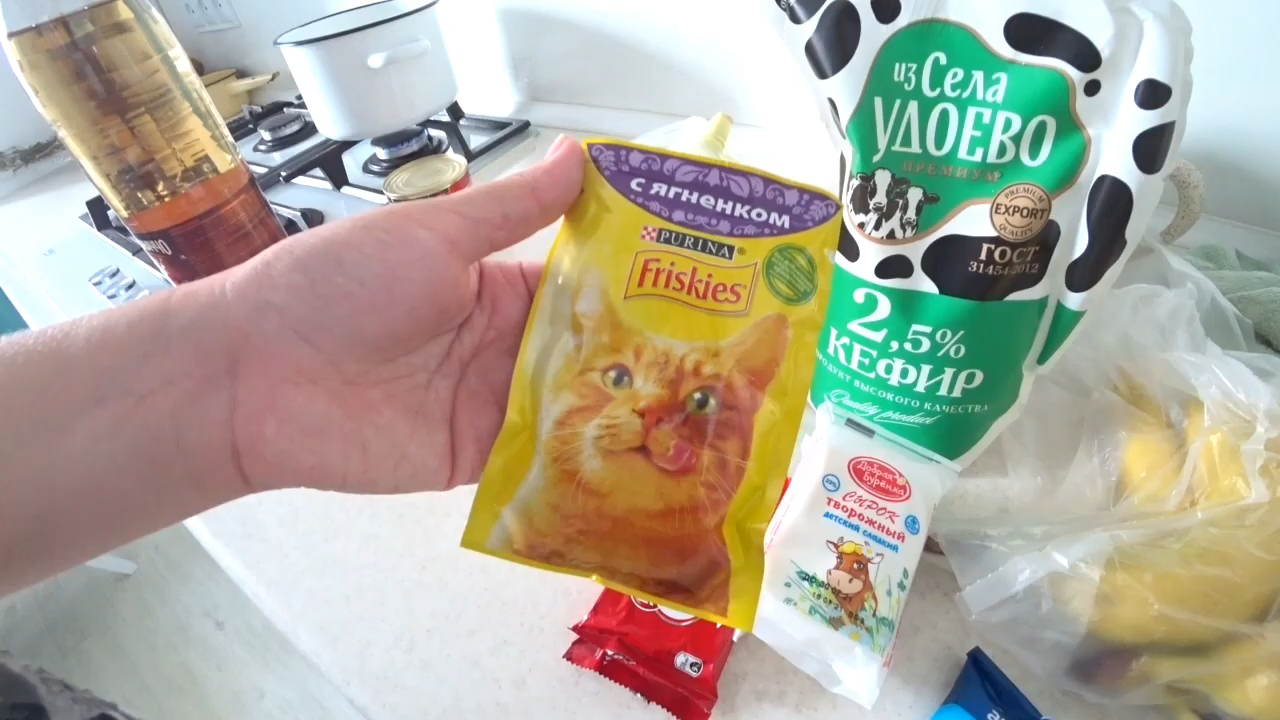 с ягненком
PURINA
Friskies
из Села
УДОЕВО
ПРЕМИУМ
PREMIUM
EXPORT
QUALITY
ГОСТ
31454-2012
2,5%
КЕФИР
ПРОДУКТ ВЫСОКОГО КАЧЕСТВА
Quality product
Добрая
Бурёнка
23%
СЫРОК
ТВОРОЖНЫЙ
детский сладкий